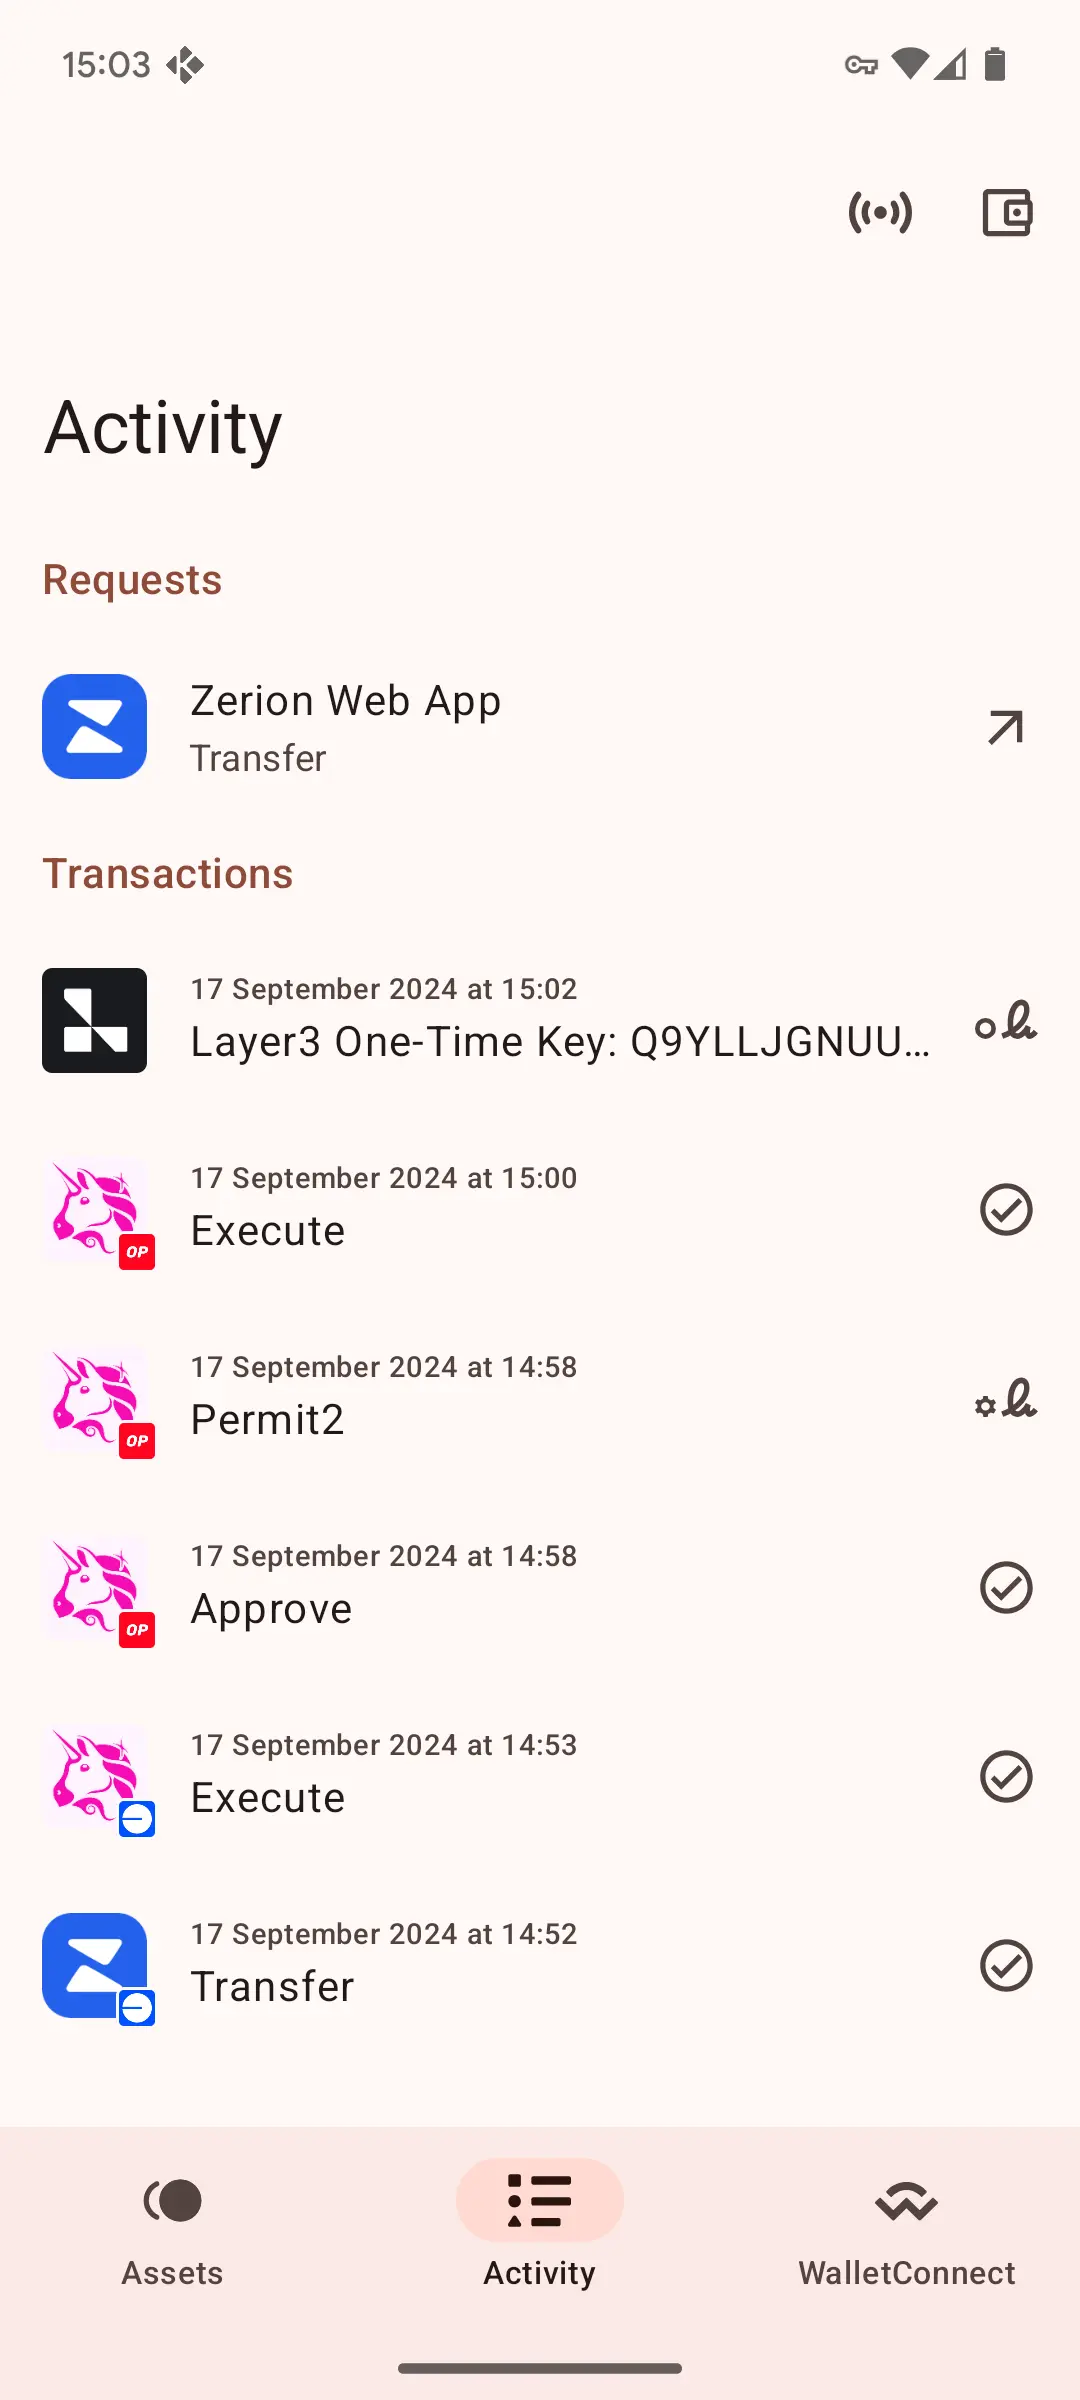 15:03
Activity
Requests
Zerion Web App
Transfer
Transactions
17 September 2024 at 15:02
Layer3 One-Time Key: Q9YLLJGNUU…
17 September 2024 at 15:00
Execute
OP
17 September 2024 at 14:58
Permit2
OP
17 September 2024 at 14:58
Approve
OP
17 September 2024 at 14:53
Execute
17 September 2024 at 14:52
Transfer
Assets
Activity
WalletConnect